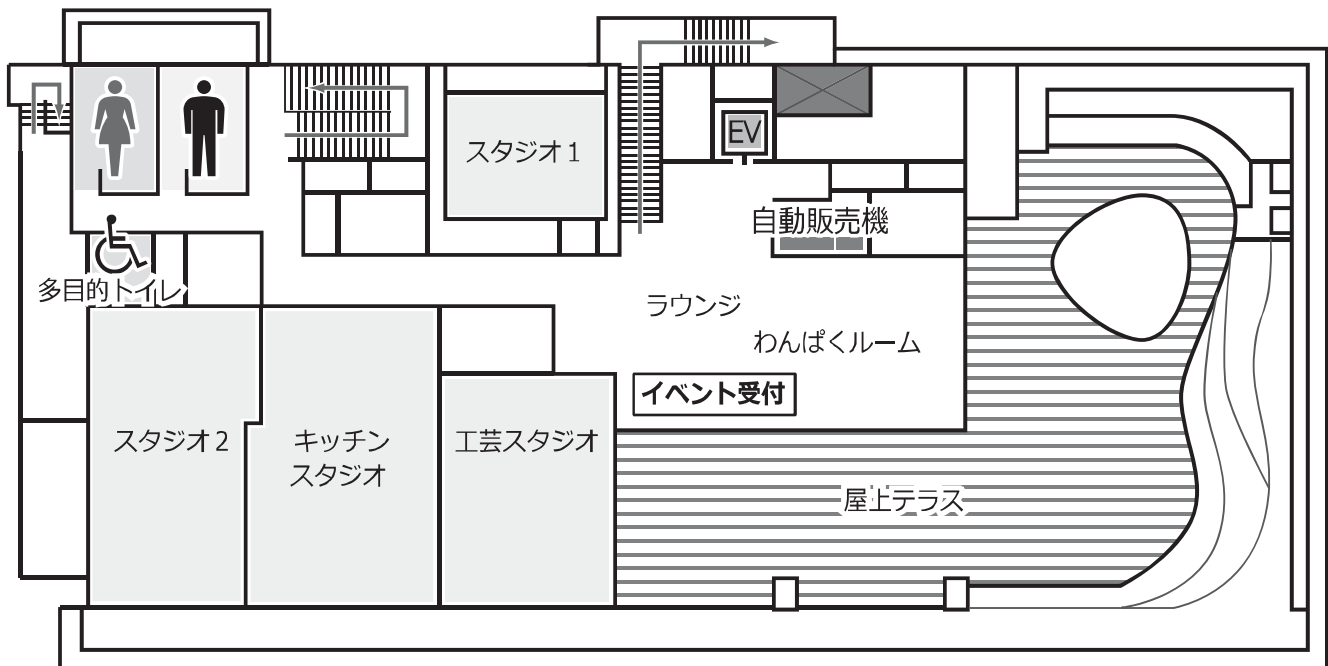 EV
スタジオ1
自動販売機
多目的トイレ
ラウンジ
わんぱくルーム
イベント受付
スタジオ2
キッチン
スタジオ
工芸スタジオ
屋上テラス